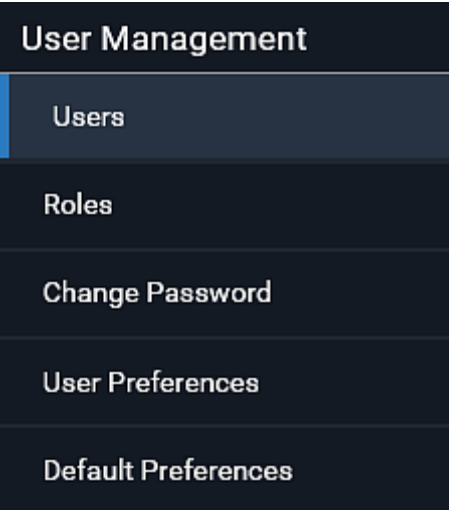 User Management
Users
Roles
Change Password
User Preferences
Default Preferences